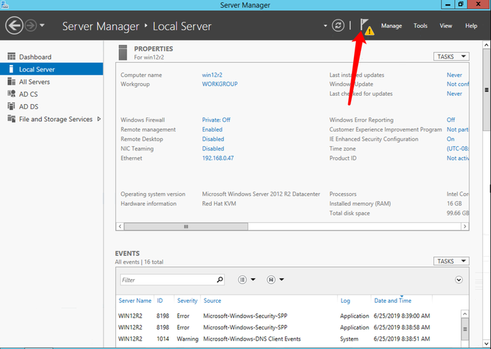 Server Manager
Server Manager • Local Server
Manage Tools View Help
Dashboard
Local Server
All Servers
AD CS
AD DS
File and Storage Services
PROPERTIES
For win12r2
TASKS
Computer name win12r2 Last installed updates Never
Workgroup WORKGROUP Windows Update Not conf
Last checked for updates Never
Windows Firewall Private: Off Windows Error Reporting Off
Remote management Enabled Customer Experience Improvement Program Not part
Remote Desktop Disabled IE Enhanced Security Configuration On
NIC Teaming Disabled Time zone (UTC-08:
Ethernet 192.168.0.47 Product ID Not activ
Operating system version Microsoft Windows Server 2012 R2 Datacenter Processors Intel Cor
Hardware information Red Hat KVM Installed memory (RAM) 16 GB
Total disk space 99.66 G
EVENTS
All events | 16 total
TASKS
Filter
Server Name ID Severity Source Log Date and Time
WIN12R2 8198 Error Microsoft-Windows-Security-SPP Application 6/25/2019 8:39:00 AM
WIN12R2 8198 Error Microsoft-Windows-Security-SPP Application 6/25/2019 8:38:58 AM
WIN12R2 1014 Warning Microsoft-Windows-DNS Client Events System 6/25/2019 8:38:51 AM